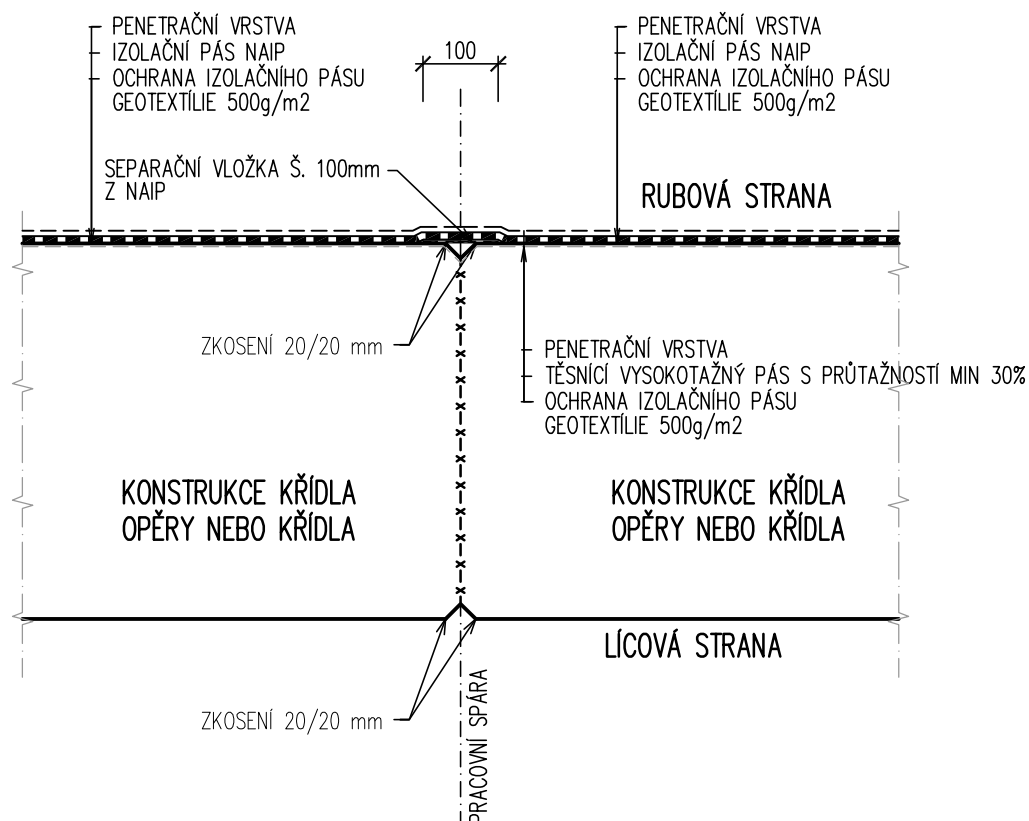 PENETRAČNÍ VRSTVA
IZOLAČNÍ PÁS NAIP
OCHRANA IZOLAČNÍHO PÁSU
GEOTEXTÍLIE 500g/m2
100
PENETRAČNÍ VRSTVA
IZOLAČNÍ PÁS NAIP
OCHRANA IZOLAČNÍHO PÁSU
GEOTEXTÍLIE 500g/m2
SEPARAČNÍ VLOŽKA Š. 100mm
Z NAIP
RUBOVÁ STRANA
ZKOSENÍ 20/20 mm
PENETRAČNÍ VRSTVA
TĚSNÍCÍ VYSOKOTAŽNÝ PÁS S PRŮTAŽNOSTÍ MIN 30%
OCHRANA IZOLAČNÍHO PÁSU
GEOTEXTÍLIE 500g/m2
KONSTRUKCE KŘÍDLA
OPĚRY NEBO KŘÍDLA
KONSTRUKCE KŘÍDLA
OPĚRY NEBO KŘÍDLA
LÍCOVÁ STRANA
ZKOSENÍ 20/20 mm
PRACOVNÍ SPÁRA